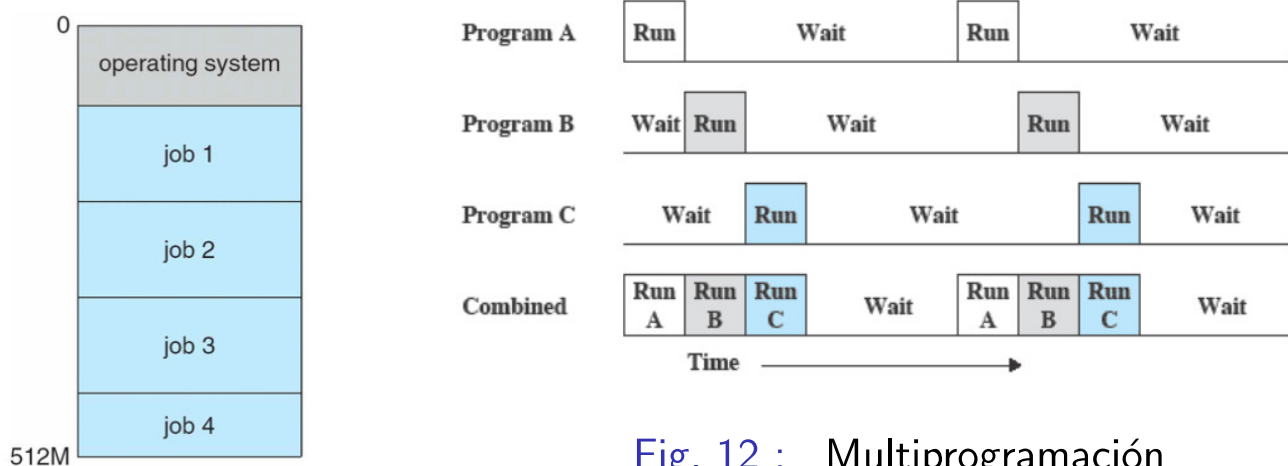 0
operating system
job 1
job 2
job 3
job 4
512M
Program A Run Wait Run Wait
Program B Wait Run Wait Run Wait
Program C Wait Run Wait Run Wait
Combined Run A Run B Run C Wait Run A Run B Run C Wait
Time
Fig. 12 : Multiprogramación